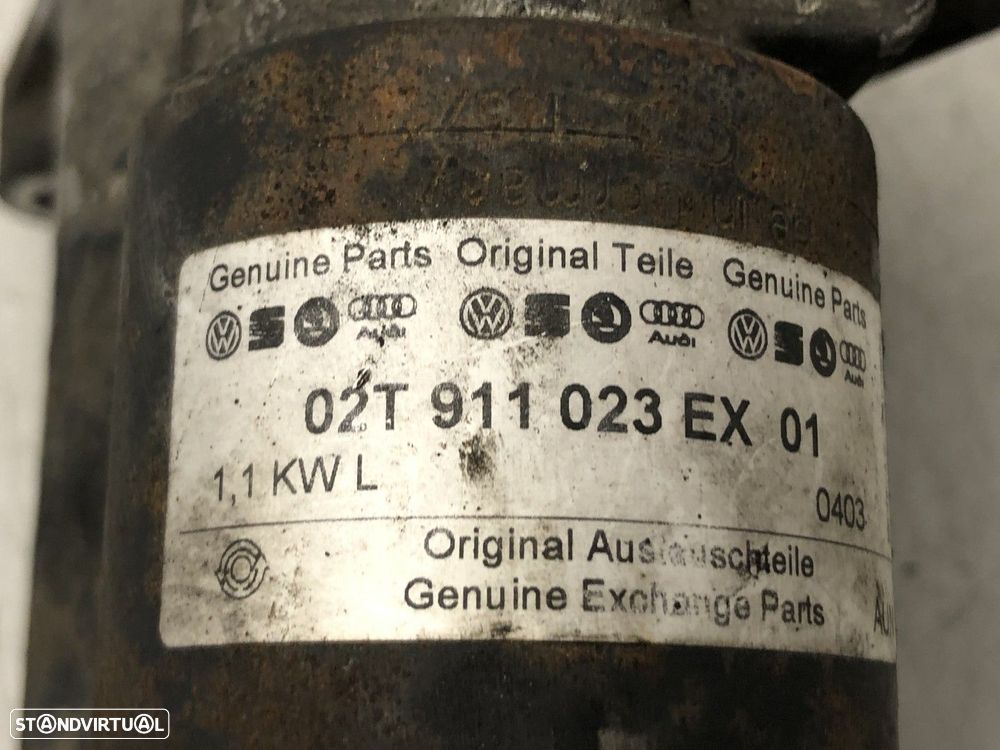 Genuine Parts Original Teile Genuine Parts
Audi Audi Audi
02T 911 023 EX 01
1,1 KW L
0403
Original Austauschteile
Genuine Exchange Parts
STANDVIRTUAL